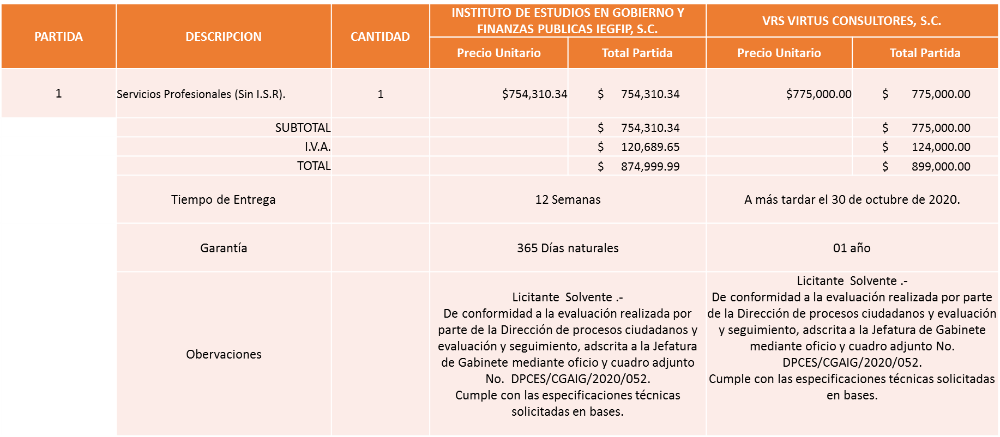 PARTIDA
DESCRIPCION
CANTIDAD
INSTITUTO DE ESTUDIOS EN GOBIERNO Y
FINANZAS PUBLICAS IEGFIP, S.C.
VRS VIRTUS CONSULTORES, S.C.
Precio Unitario
Total Partida
Precio Unitario
Total Partida
1
Servicios Profesionales (Sin I.S.R).
1
$754,310.34
$ 754,310.34
$775,000.00
$ 775,000.00
SUBTOTAL
$ 754,310.34
$ 775,000.00
I.V.A.
$ 120,689.65
$ 124,000.00
TOTAL
$ 874,999.99
$ 899,000.00
Tiempo de Entrega
12 Semanas
A más tardar el 30 de octubre de 2020.
Garantía
365 Días naturales
01 año
Obervaciones
Licitante Solvente .-
De conformidad a la evaluación realizada por
parte de la Dirección de procesos ciudadanos y
evaluación y seguimiento, adscrita a la Jefatura
de Gabinete mediante oficio y cuadro adjunto
No. DPCES/CGAIG/2020/052.
Cumple con las especificaciones técnicas
solicitadas en bases.
Licitante Solvente .-
De conformidad a la evaluación realizada por parte
de la Dirección de procesos ciudadanos y evaluación
y seguimiento, adscrita a la Jefatura de Gabinete
mediante oficio y cuadro adjunto No.
DPCES/CGAIG/2020/052.
Cumple con las especificaciones técnicas solicitadas
en bases.